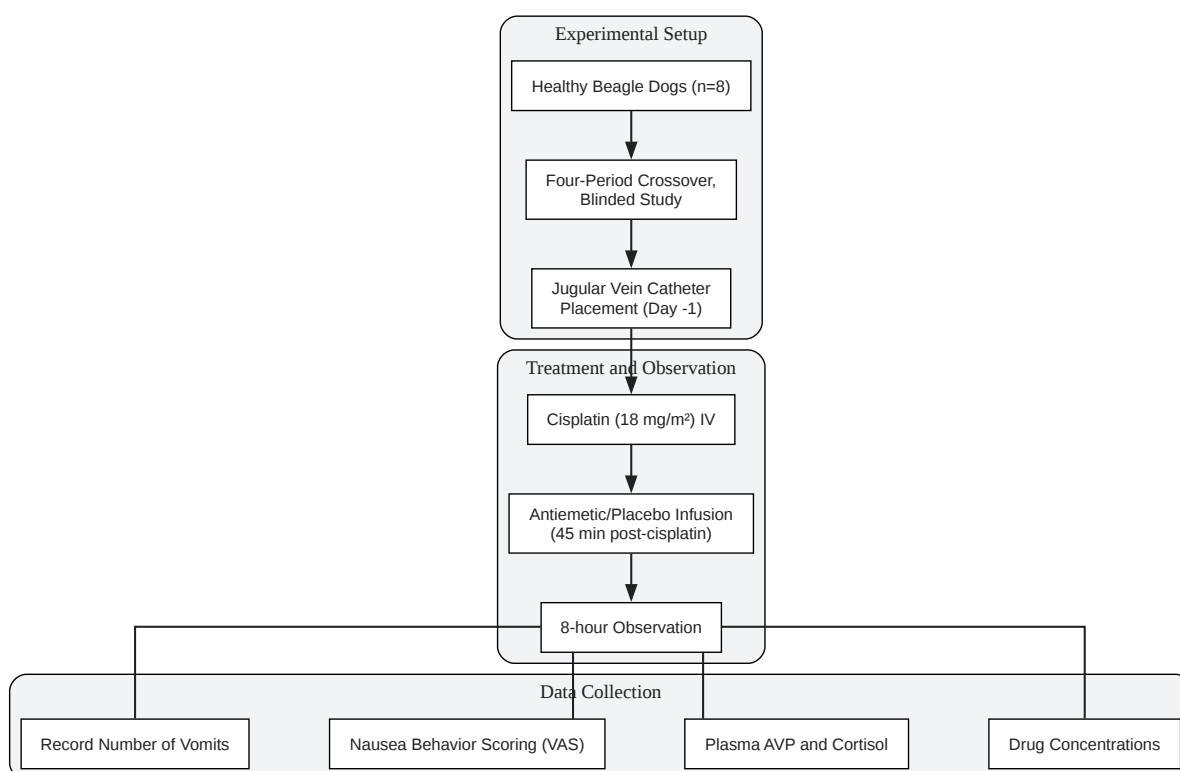 Experimental Setup
Healthy Beagle Dogs (n=8)
Four-Period Crossover,
Blinded Study
Jugular Vein Catheter
Placement (Day -1)
Treatment and Observation
Cisplatin (18 mg/m²) IV
Antiemetic/Placebo Infusion
(45 min post-cisplatin)
8-hour Observation
Data Collection
Record Number of Vomits
Nausea Behavior Scoring (VAS)
Plasma AVP and Cortisol
Drug Concentrations